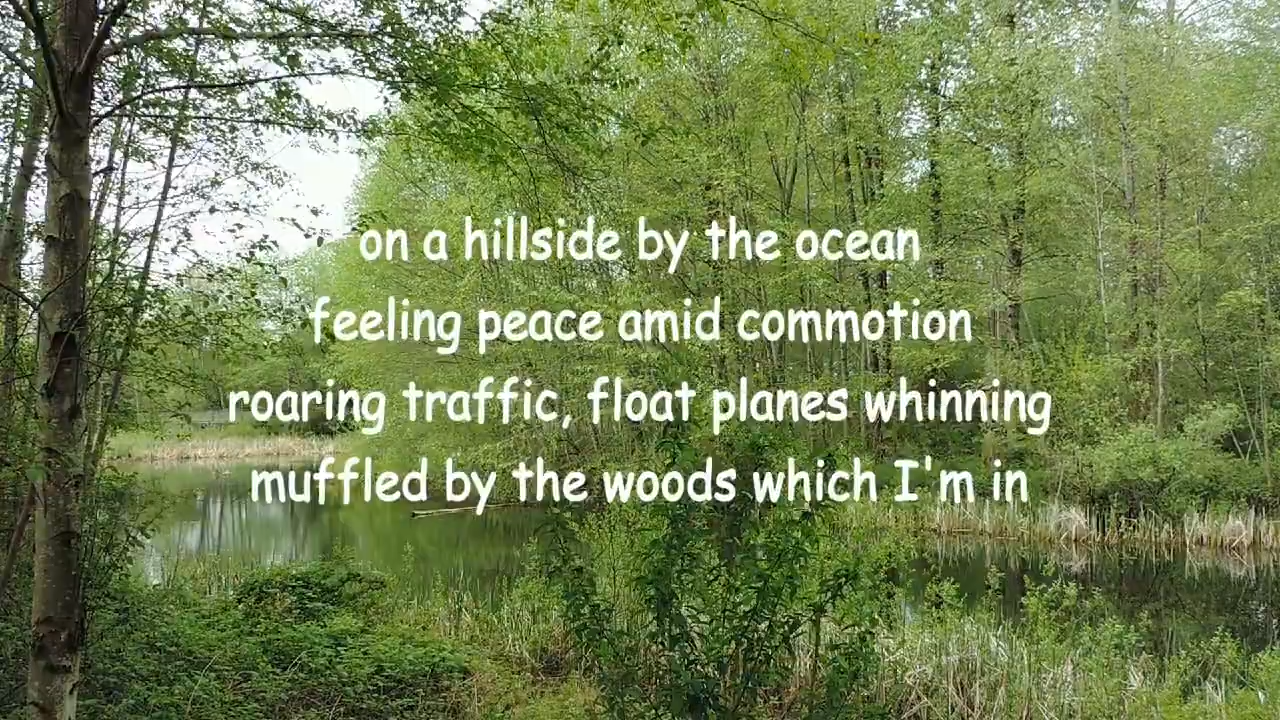 on a hillside by the ocean
feeling peace amid commotion
roaring traffic, float planes whinning
muffled by the woods which I'm in